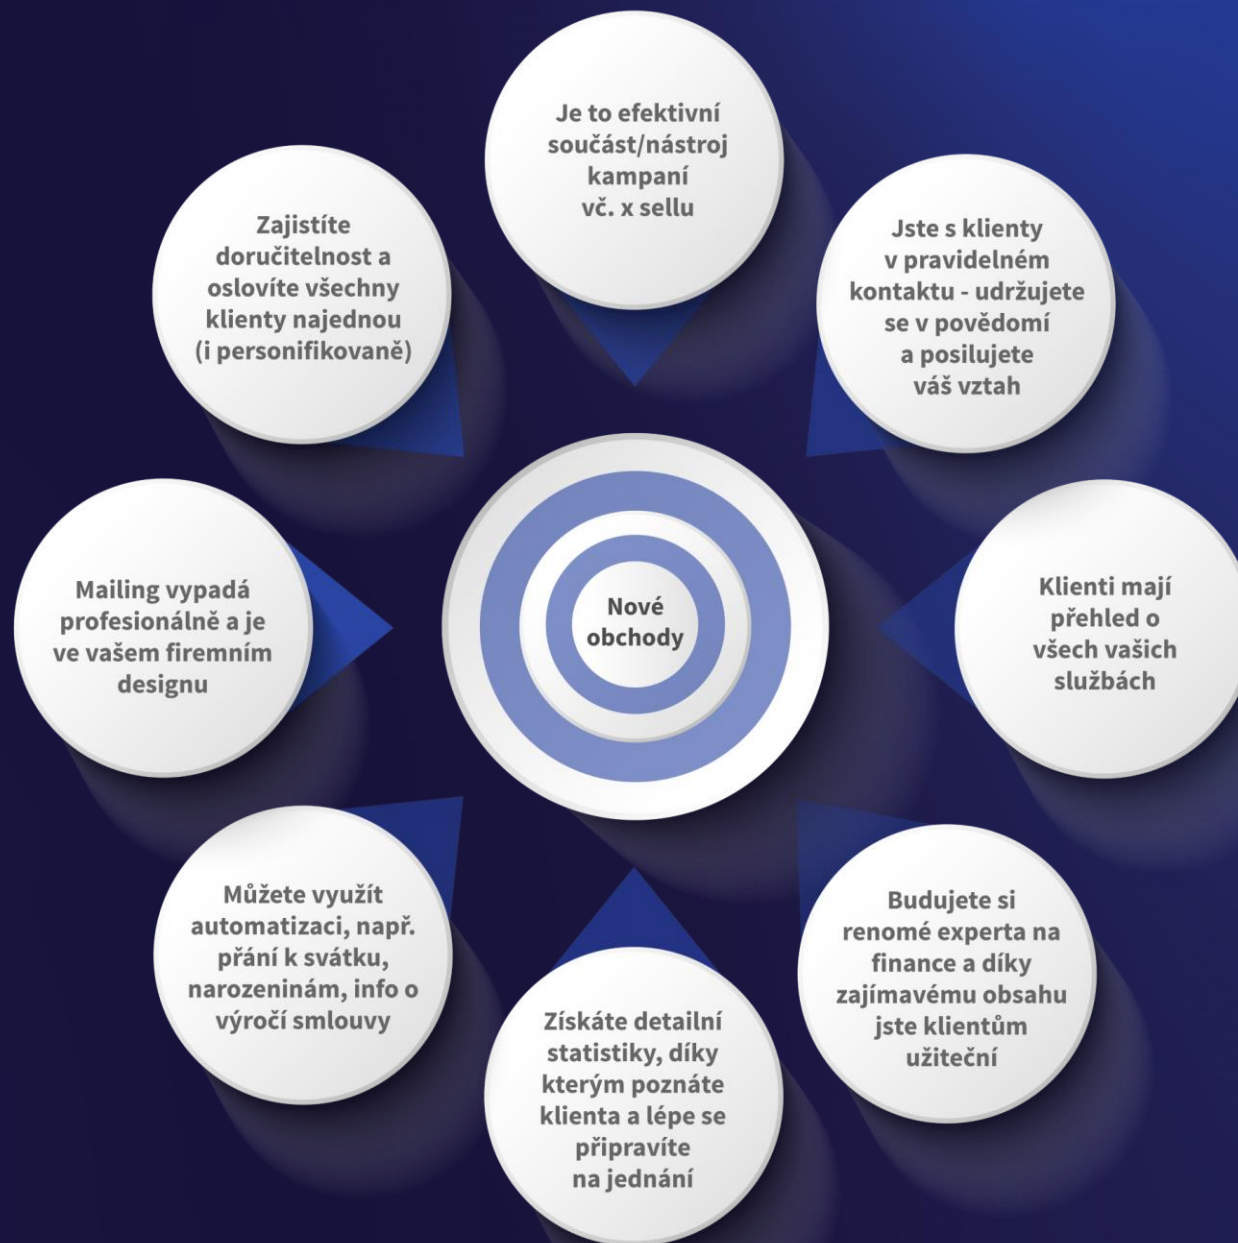 Je to efektivní
součást/nástroj
kampaní
vč. x sellu
Jste s klienty
v pravidelném
kontaktu - udržujete
se v povědomí
a posilujete
váš vztah
Klienti mají
přehled o
všech vašich
službách
Budujete si
renomé experta na
finance a díky
zajímavému obsahu
jste klientům
užiteční
Získáte detailní
statistiky, díky
kterým poznáte
klienta a lépe se
připravíte
na jednání
Můžete využít
automatizaci, např.
přání k svátku,
narozeninám, info o
výročí smlouvy
Mailing vypadá
profesionálně a je
ve vašem firemním
designu
Zajistíte
doručitelnost a
oslovíte všechny
klienty najednou
(i personifikovaně)
Nové
obchody